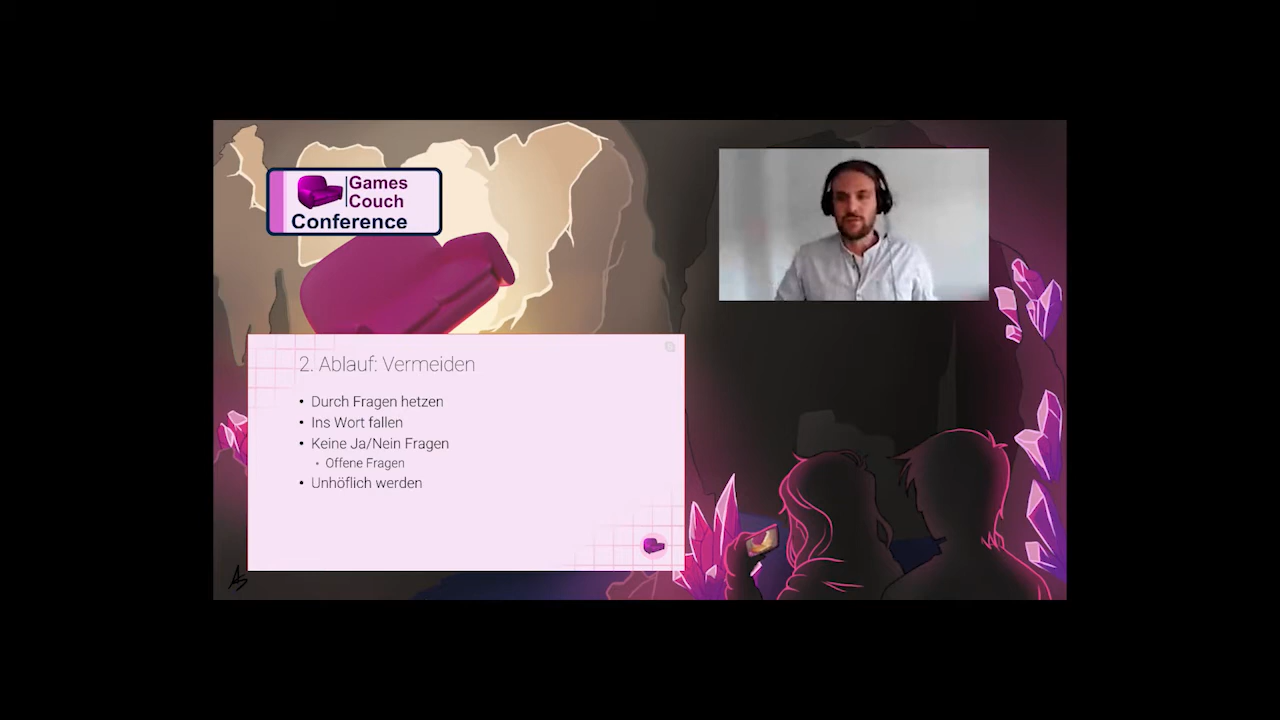 Games
Couch
Conference
2. Ablauf: Vermeiden
• Durch Fragen hetzen
• Ins Wort fallen
• Keine Ja/Nein Fragen
• Offene Fragen
• Unhöflich werden